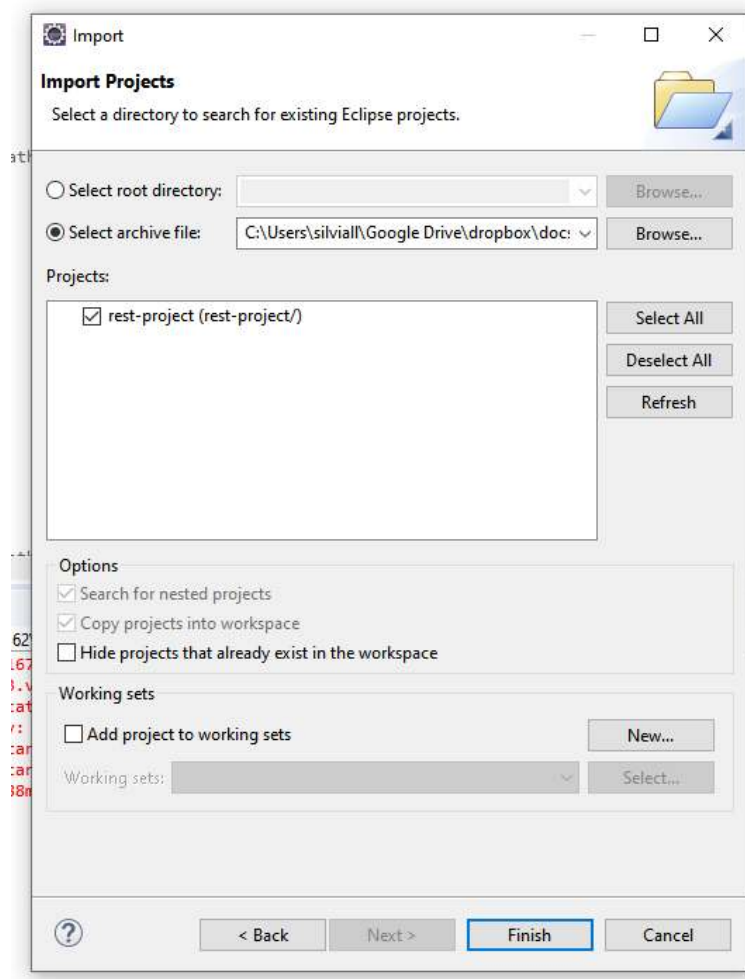 Import
Import Projects
Select a directory to search for existing Eclipse projects.
Select root directory:
Browse...
Select archive file:
C:\Users\silviall\Google Drive\dropbox\doc:
Browse...
Projects:
rest-project (rest-project/)
Select All
Deselect All
Refresh
Options
Search for nested projects
Copy projects into workspace
Hide projects that already exist in the workspace
Working sets
Add project to working sets
New...
Working sets:
Select...
?
< Back
Next >
Finish
Cancel